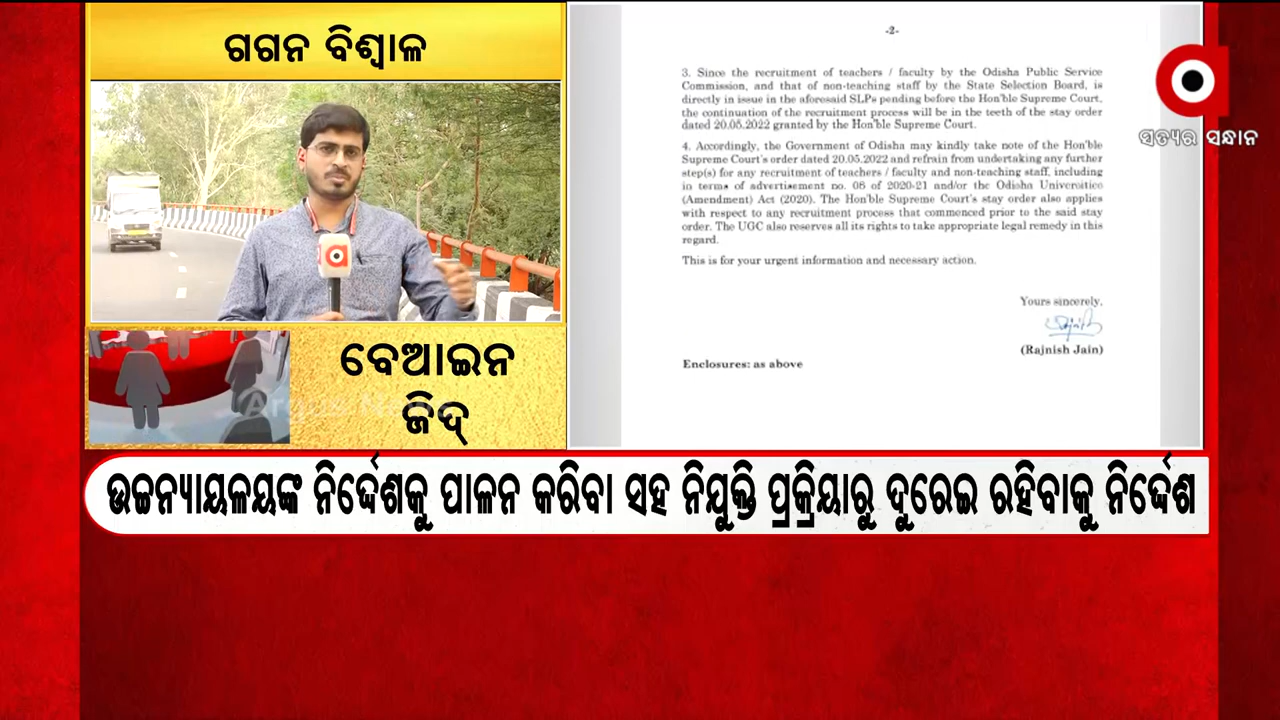 ଗଗନ ବିଶ୍ୱାଳ
-2-
3. Since the recruitment of teachers / faculty by the Odisha Public Service
Commission, and that of non-teaching staff by the State Selection Board, is
directly in issue in the aforesaid SLPs pending before the Hon'ble Supreme Court,
the continuation of the recruitment process will be in the teeth of the stay order
dated 20.05.2022 granted by the Hon'ble Supreme Court.
4. Accordingly, the Government of Odisha may kindly take note of the Hon'ble
Supreme Court's order dated 20.05.2022 and refrain from undertaking any further
step(s) for any recruitment of teachers / faculty and non-teaching staff, including
in terms of advertisement no. 06 of 2020-21 and/or the Odisha Universities
(Amendment) Act (2020). The Hon'ble Supreme Court's stay order also applies
with respect to any recruitment process that commenced prior to the said stay
order. The UGC also reserves all its rights to take appropriate legal remedy in this
regard.
This is for your urgent information and necessary action.
Yours sincerely,
(Rajnish Jain)
Enclosures: as above
ସତ୍ୟର ସନ୍ଧାନ
ବେଆଇନ
ଜିଦ୍
Argus News
ଉଚ୍ଚନ୍ୟାୟଳୟଙ୍କ ନିର୍ଦ୍ଦେଶକୁ ପାଳନ କରିବା ସହ ନିଯୁକ୍ତି ପ୍ରକ୍ରିୟାରୁ ଦୁରେଇ ରହିବାକୁ ନିର୍ଦ୍ଦେଶ